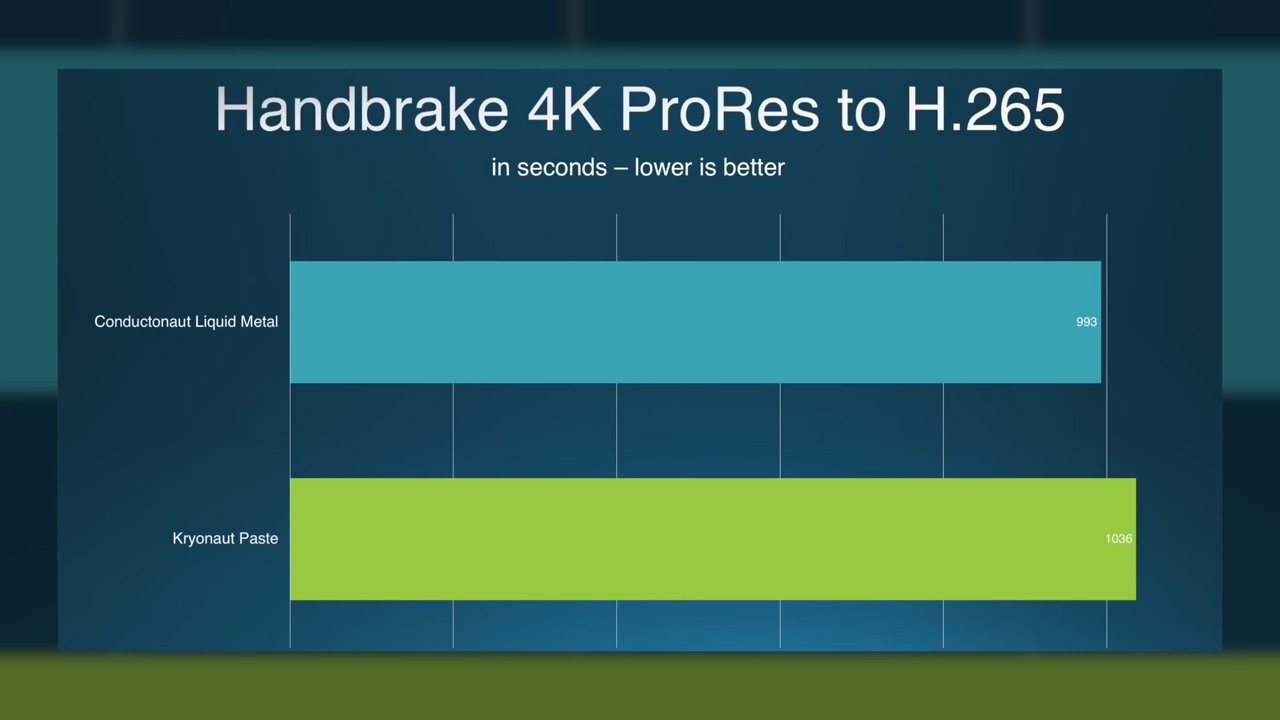 Handbrake 4K ProRes to H.265
in seconds – lower is better
Conductonaut Liquid Metal
993
Kryonaut Paste
1036